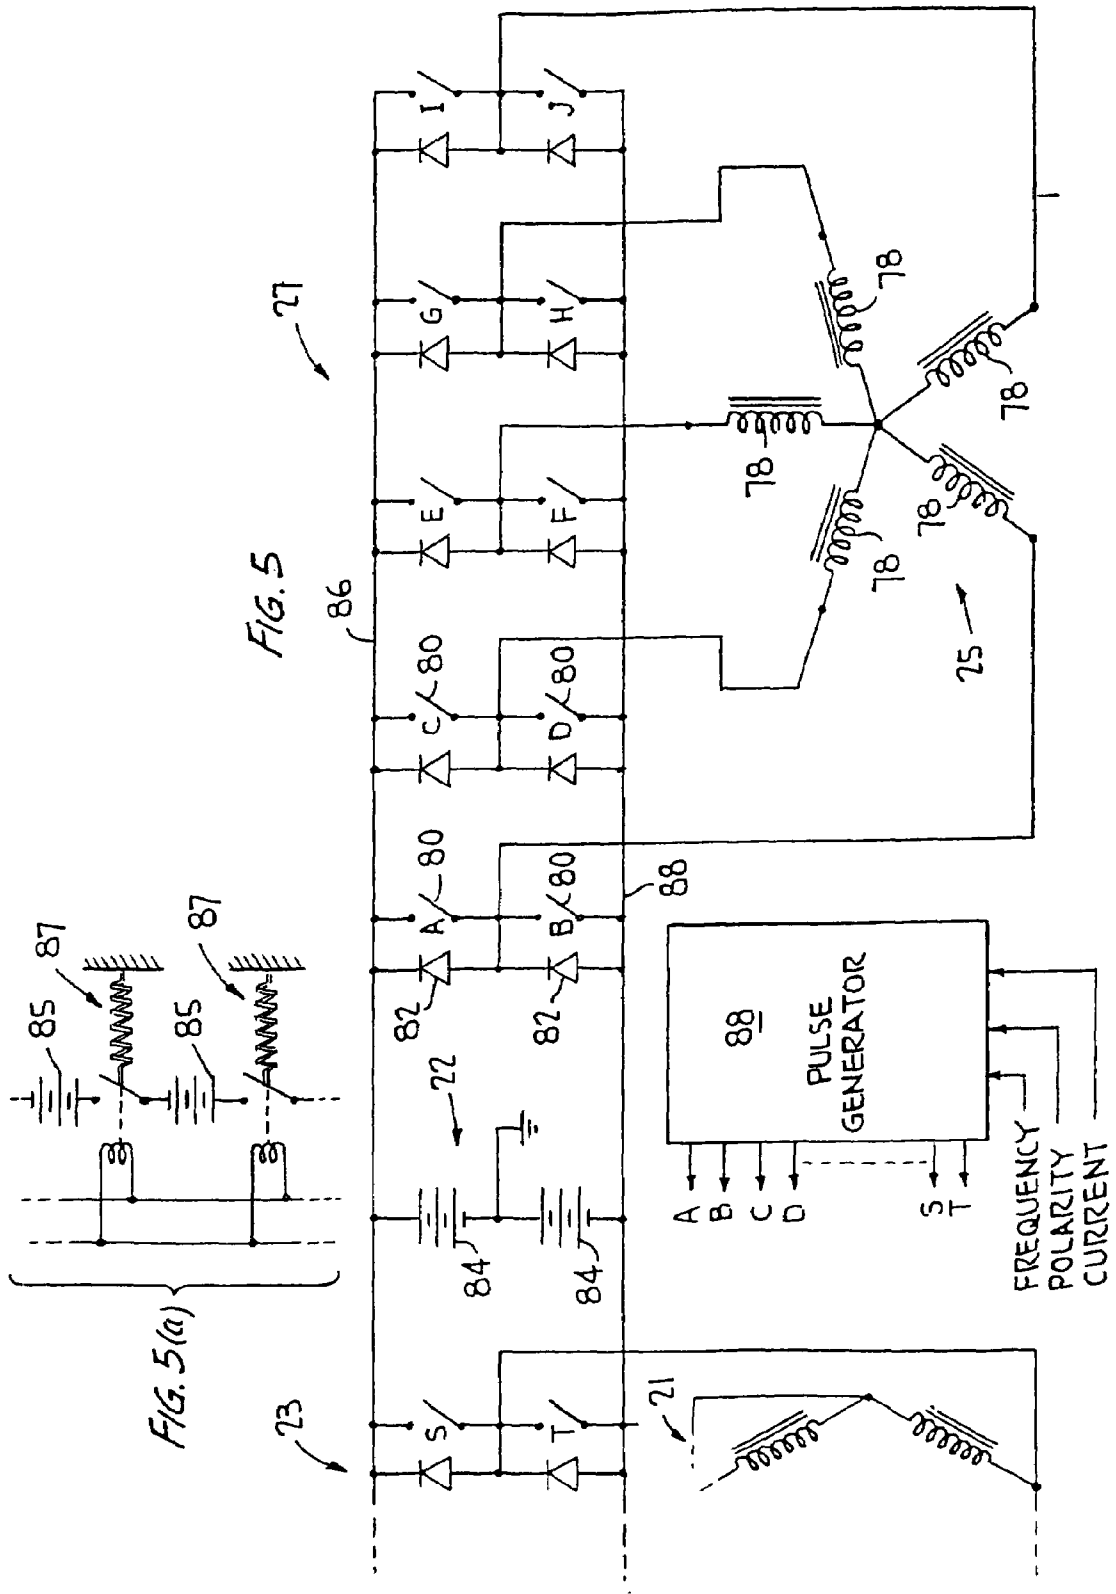 FIG. 5(a)
85
87
85
87
FIG. 5
23
22
86
27
S
T
84
84
82
82
A
80
B
80
C
80
D
80
E
F
G
H
I
J
88
21
88
PULSE
GENERATOR
A
B
C
D
S
T
FREQUENCY
POLARITY
CURRENT
25
78
78
78
78
78